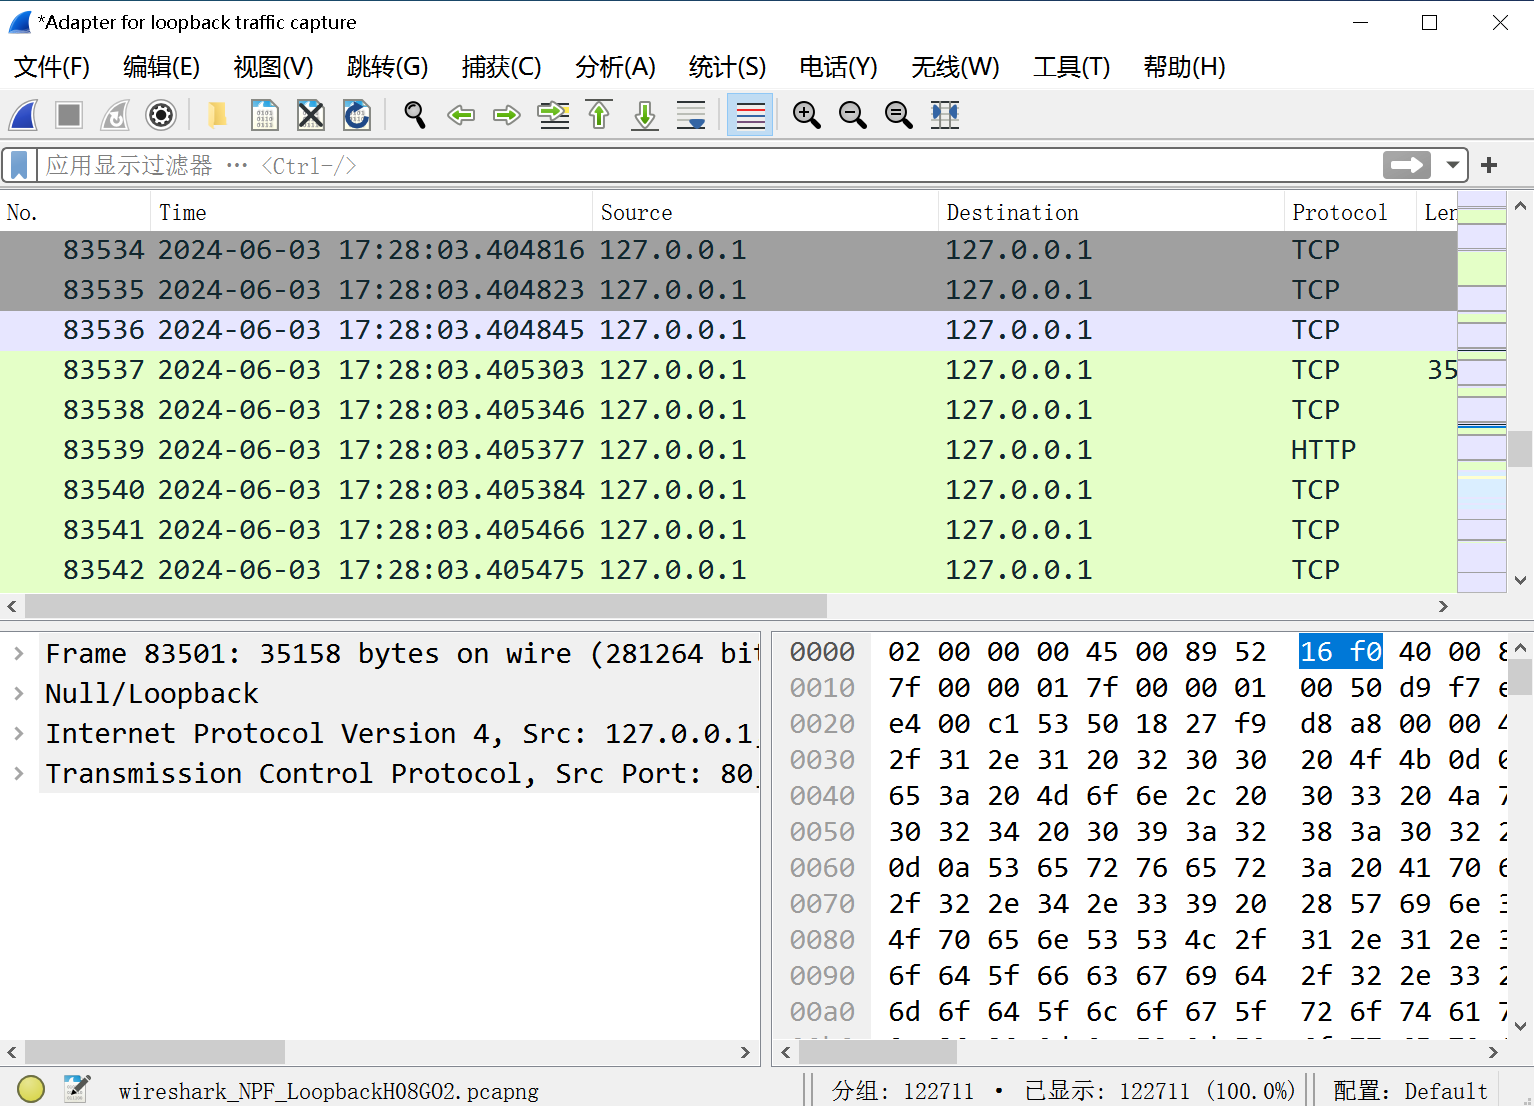 *Adapter for loopback traffic capture
文件(F) 编辑(E) 视图(V) 跳转(G) 捕获(C) 分析(A) 统计(S) 电话(Y) 无线(W) 工具(T) 帮助(H)
应用显示过滤器 … <Ctrl-/>
No. Time Source Destination Protocol Ler
83534 2024-06-03 17:28:03.404816 127.0.0.1 127.0.0.1 TCP
83535 2024-06-03 17:28:03.404823 127.0.0.1 127.0.0.1 TCP
83536 2024-06-03 17:28:03.404845 127.0.0.1 127.0.0.1 TCP
83537 2024-06-03 17:28:03.405303 127.0.0.1 127.0.0.1 TCP 35
83538 2024-06-03 17:28:03.405346 127.0.0.1 127.0.0.1 TCP
83539 2024-06-03 17:28:03.405377 127.0.0.1 127.0.0.1 HTTP
83540 2024-06-03 17:28:03.405384 127.0.0.1 127.0.0.1 TCP
83541 2024-06-03 17:28:03.405466 127.0.0.1 127.0.0.1 TCP
83542 2024-06-03 17:28:03.405475 127.0.0.1 127.0.0.1 TCP
Frame 83501: 35158 bytes on wire (281264 bit
Null/Loopback
Internet Protocol Version 4, Src: 127.0.0.1
Transmission Control Protocol, Src Port: 80
0000 02 00 00 00 45 00 89 52 16 f0 40 00
0010 7f 00 00 01 7f 00 00 01 00 50 d9 f7
0020 e4 00 c1 53 50 18 27 f9 d8 a8 00 00
0030 2f 31 2e 31 20 32 30 30 20 4f 4b 0d
0040 65 3a 20 4d 6f 6e 2c 20 30 33 20 4a
0050 30 32 34 20 30 39 3a 32 38 3a 30 32
0060 0d 0a 53 65 72 76 65 72 3a 20 41 70
0070 2f 32 2e 34 2e 33 39 20 28 57 69 6e
0080 4f 70 65 6e 53 53 4c 2f 31 2e 31 2e
0090 6f 64 5f 66 63 67 69 64 2f 32 2e 33
00a0 6d 6f 64 5f 6c 6f 67 5f 72 6f 74 61
wireshark_NPF_LoopbackH08GO2.pcapng
分组: 122711 · 已显示: 122711 (100.0%)
配置: Default